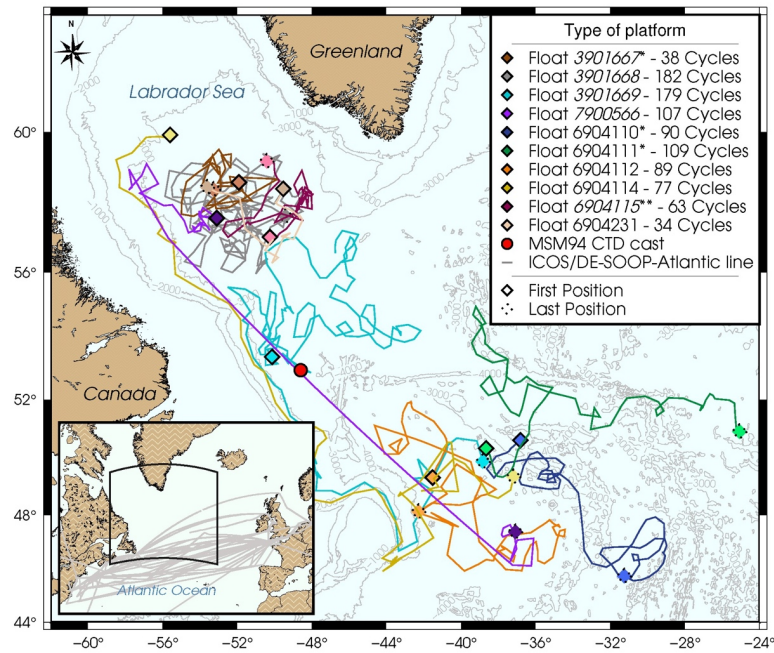 N
Greenland
Labrador Sea
Canada
Atlantic Ocean
3000
2000
3000
2000
Type of platform
Float 3901667* - 38 Cycles
Float 3901668 - 182 Cycles
Float 3901669 - 179 Cycles
Float 7900566 - 107 Cycles
Float 6904110* - 90 Cycles
Float 6904111* - 109 Cycles
Float 6904112 - 89 Cycles
Float 6904114 - 77 Cycles
Float 6904115** - 63 Cycles
Float 6904231 - 34 Cycles
MSM94 CTD cast
ICOS/DE-SOOP-Atlantic line
First Position
Last Position
60°
56°
52°
48°
44°
−60°
−56°
−52°
−48°
−44°
−40°
−36°
−32°
−28°
−24°